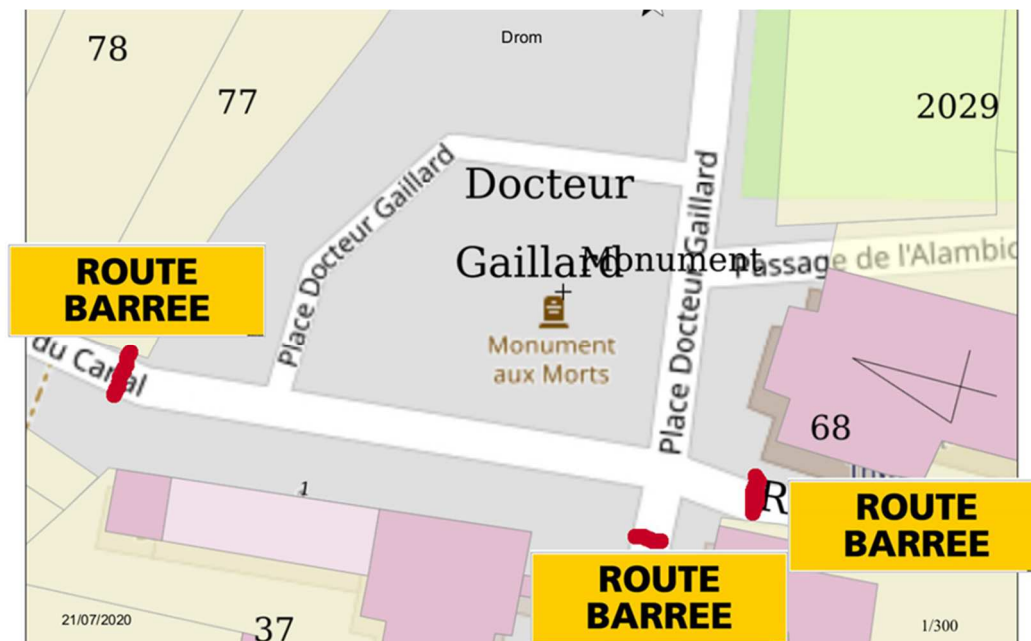 Drom
78
77
2029
Docteur
Gaillard
Monument
Place Docteur Gaillard
Place Docteur Gaillard
Passage de l'Alambic
ROUTE
BARREE
Monument
aux Morts
du Canal
68
1
R
ROUTE
BARREE
ROUTE
BARREE
21/07/2020
37
1/300